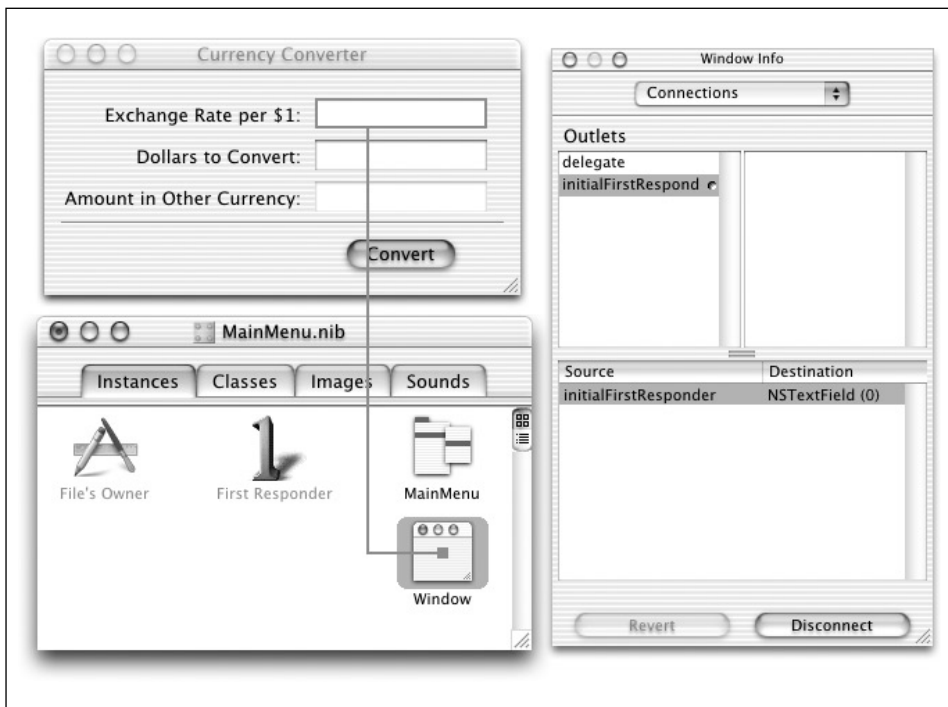 Currency Converter
Exchange Rate per $1:
Dollars to Convert:
Amount in Other Currency:
Convert
MainMenu.nib
Instances
Classes
Images
Sounds
File's Owner
First Responder
MainMenu
Window
Window Info
Connections
Outlets
delegate
initialFirstRespond
Source Destination
initialFirstResponder NSTextField (0)
Revert
Disconnect